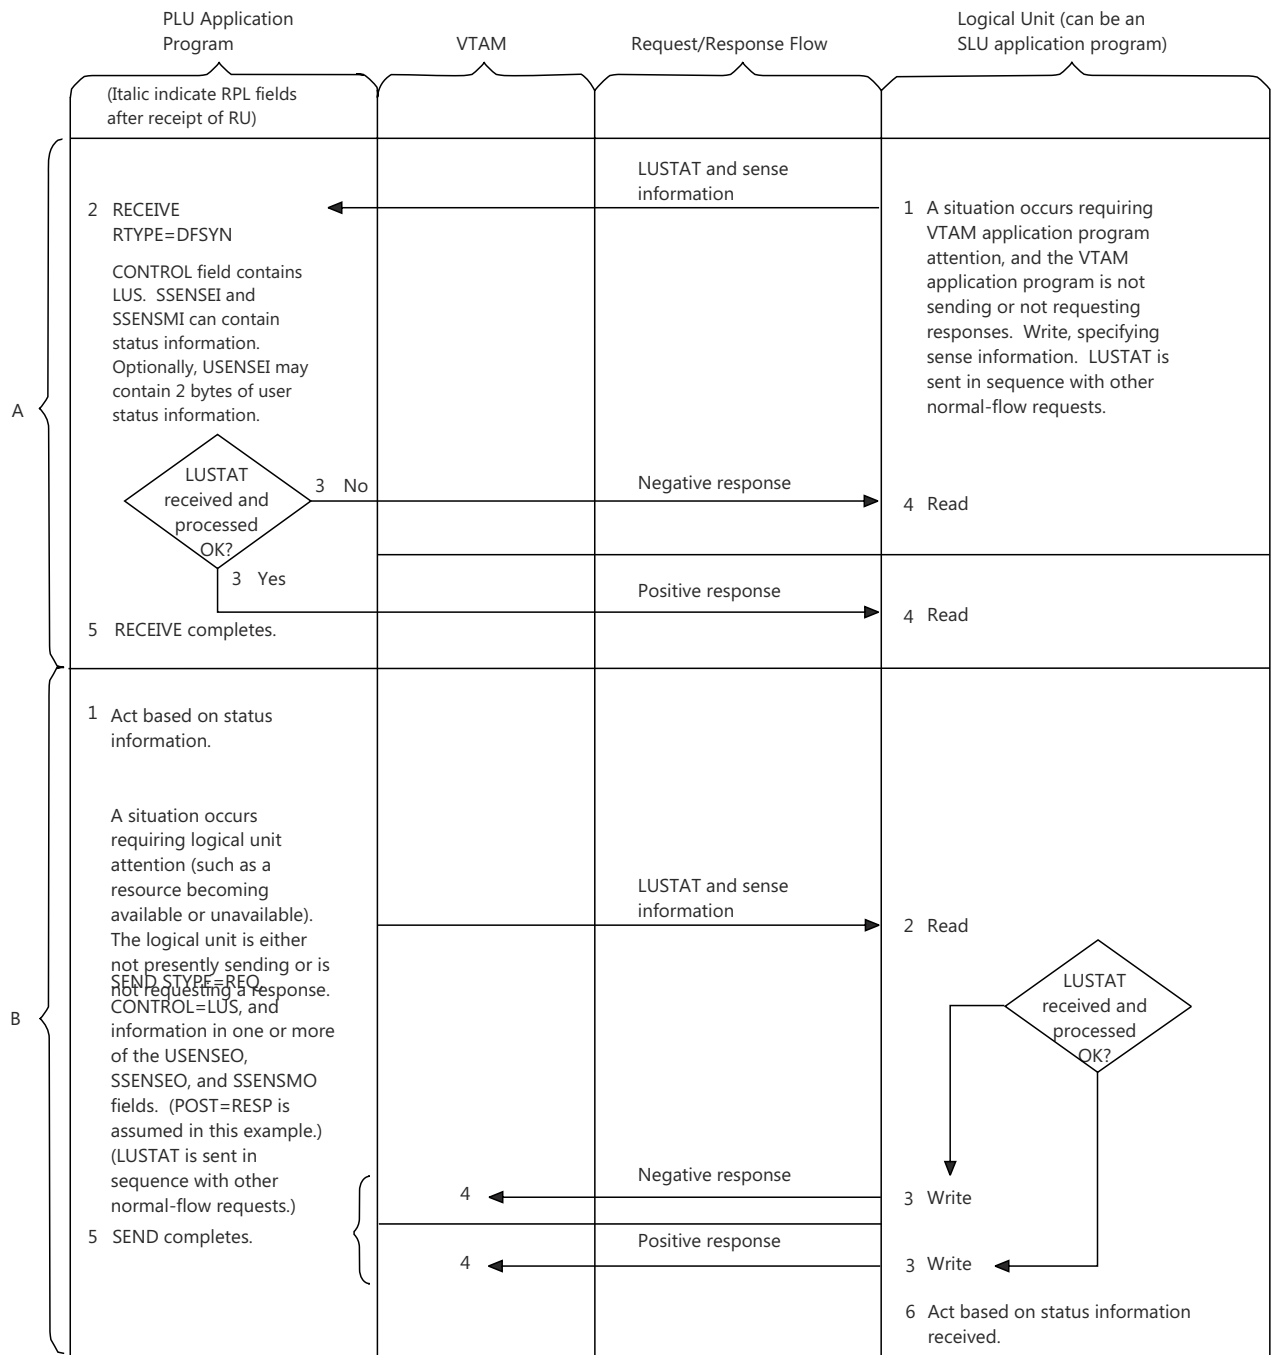 PLU Application
Program
VTAM
Request/Response Flow
Logical Unit (can be an
SLU application program)
(Italic indicate RPL fields
after receipt of RU)
A
LUSTAT and sense
information
2 RECEIVE
RTYPE=DFSYN
CONTROL field contains
LUS. SSENSEI and
SSENSMI can contain
status information.
Optionally, USENSEI may
contain 2 bytes of user
status information.
1 A situation occurs requiring
VTAM application program
attention, and the VTAM
application program is not
sending or not requesting
responses. Write, specifying
sense information. LUSTAT is
sent in sequence with other
normal-flow requests.
LUSTAT
received and
processed
OK?
3 No
Negative response
4 Read
3 Yes
Positive response
4 Read
5 RECEIVE completes.
B
1 Act based on status
information.
A situation occurs
requiring logical unit
attention (such as a
resource becoming
available or unavailable).
The logical unit is either
not presently sending or is
not requesting a response.
SEND STYPE=REQ,
CONTROL=LUS, and
information in one or more
of the USENSEO,
SSENSEO, and SSENSMO
fields. (POST=RESP is
assumed in this example.)
(LUSTAT is sent in
sequence with other
normal-flow requests.)
LUSTAT and sense
information
2 Read
LUSTAT
received and
processed
OK?
Negative response
4
3 Write
5 SEND completes.
Positive response
4
3 Write
6 Act based on status information
received.